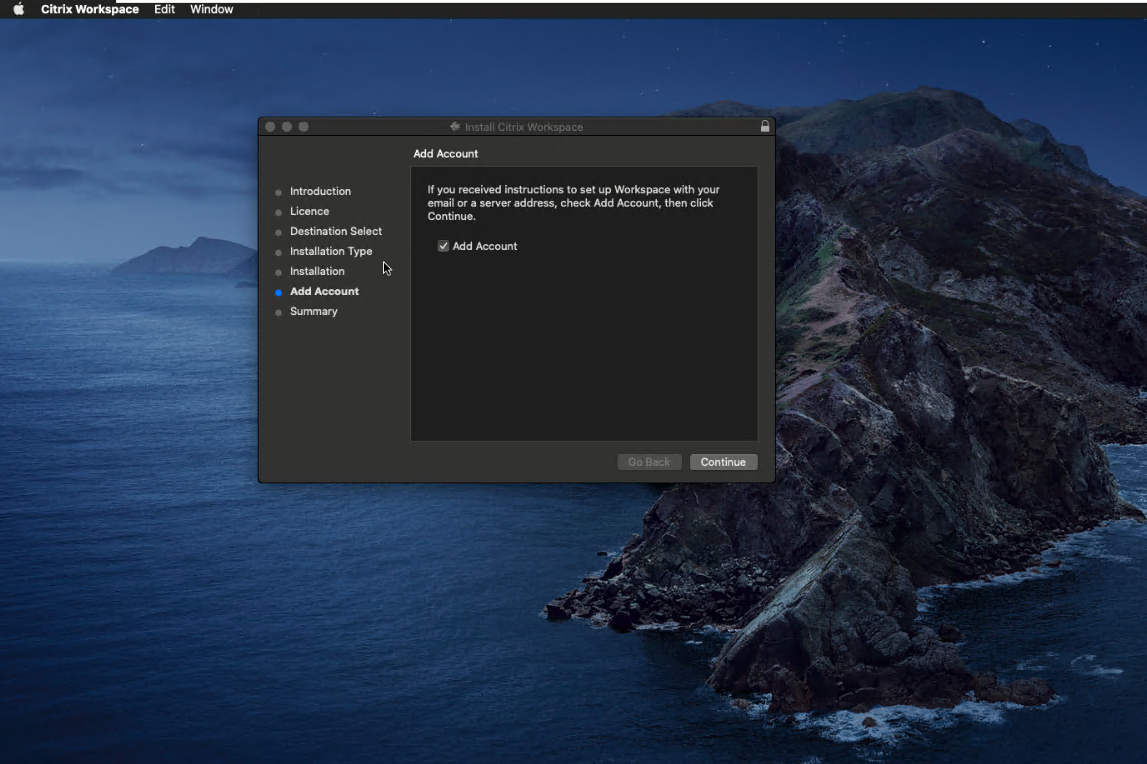 Citrix Workspace Edit Window
Install Citrix Workspace
Add Account
Introduction
Licence
Destination Select
Installation Type
Installation
Add Account
Summary
If you received instructions to set up Workspace with your
email or a server address, check Add Account, then click
Continue.
Add Account
Go Back Continue